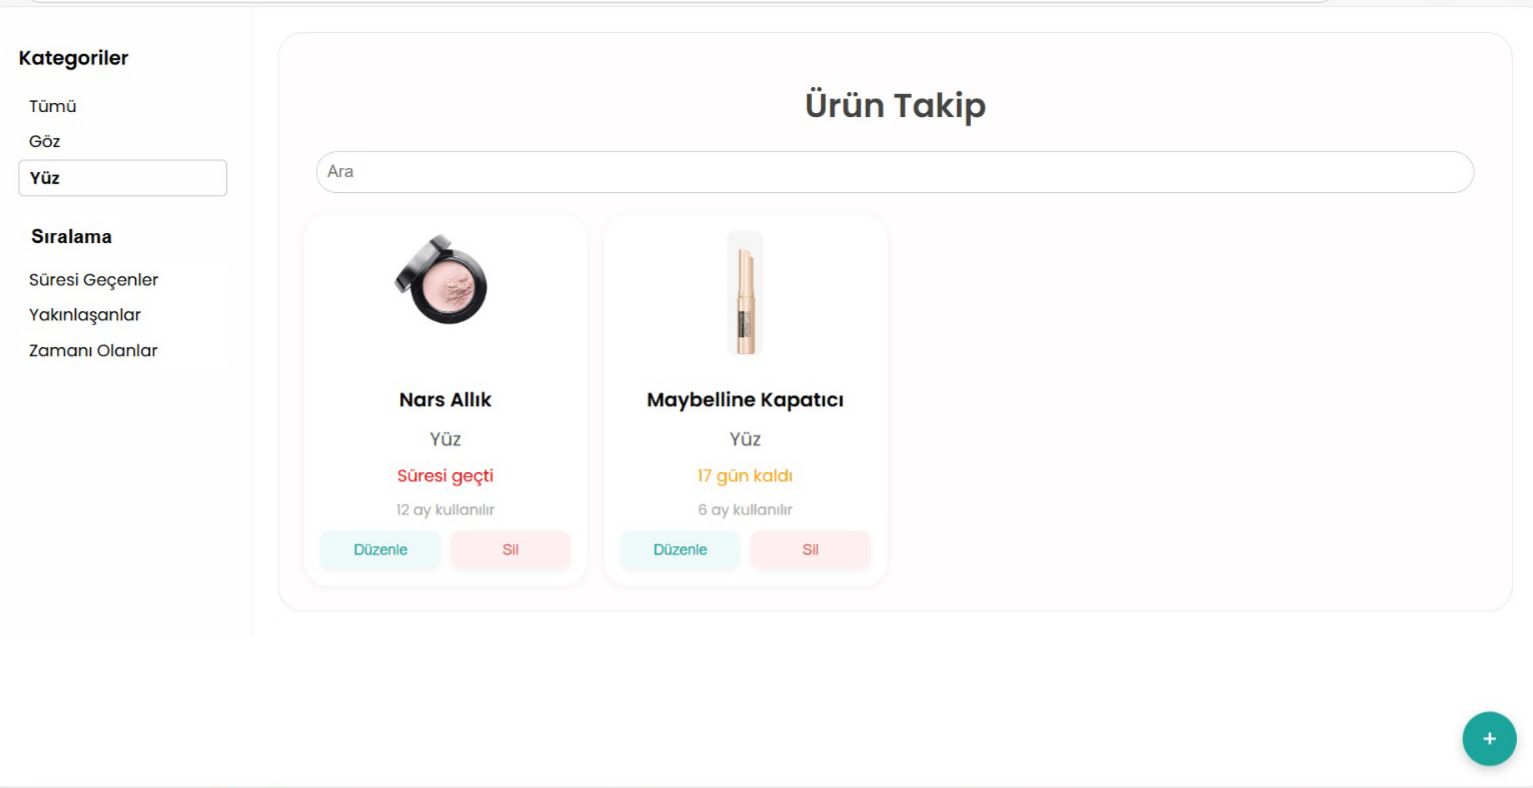 Kategoriler
Tümü
Göz
Yüz
Sıralama
Süresi Geçenler
Yakınlaşanlar
Zamanı Olanlar
Ürün Takip
Ara
Nars Allık
Yüz
Süresi geçti
12 ay kullanılır
Düzenle
Sil
Maybelline Kapatıcı
Yüz
17 gün kaldı
6 ay kullanılır
Düzenle
Sil
+